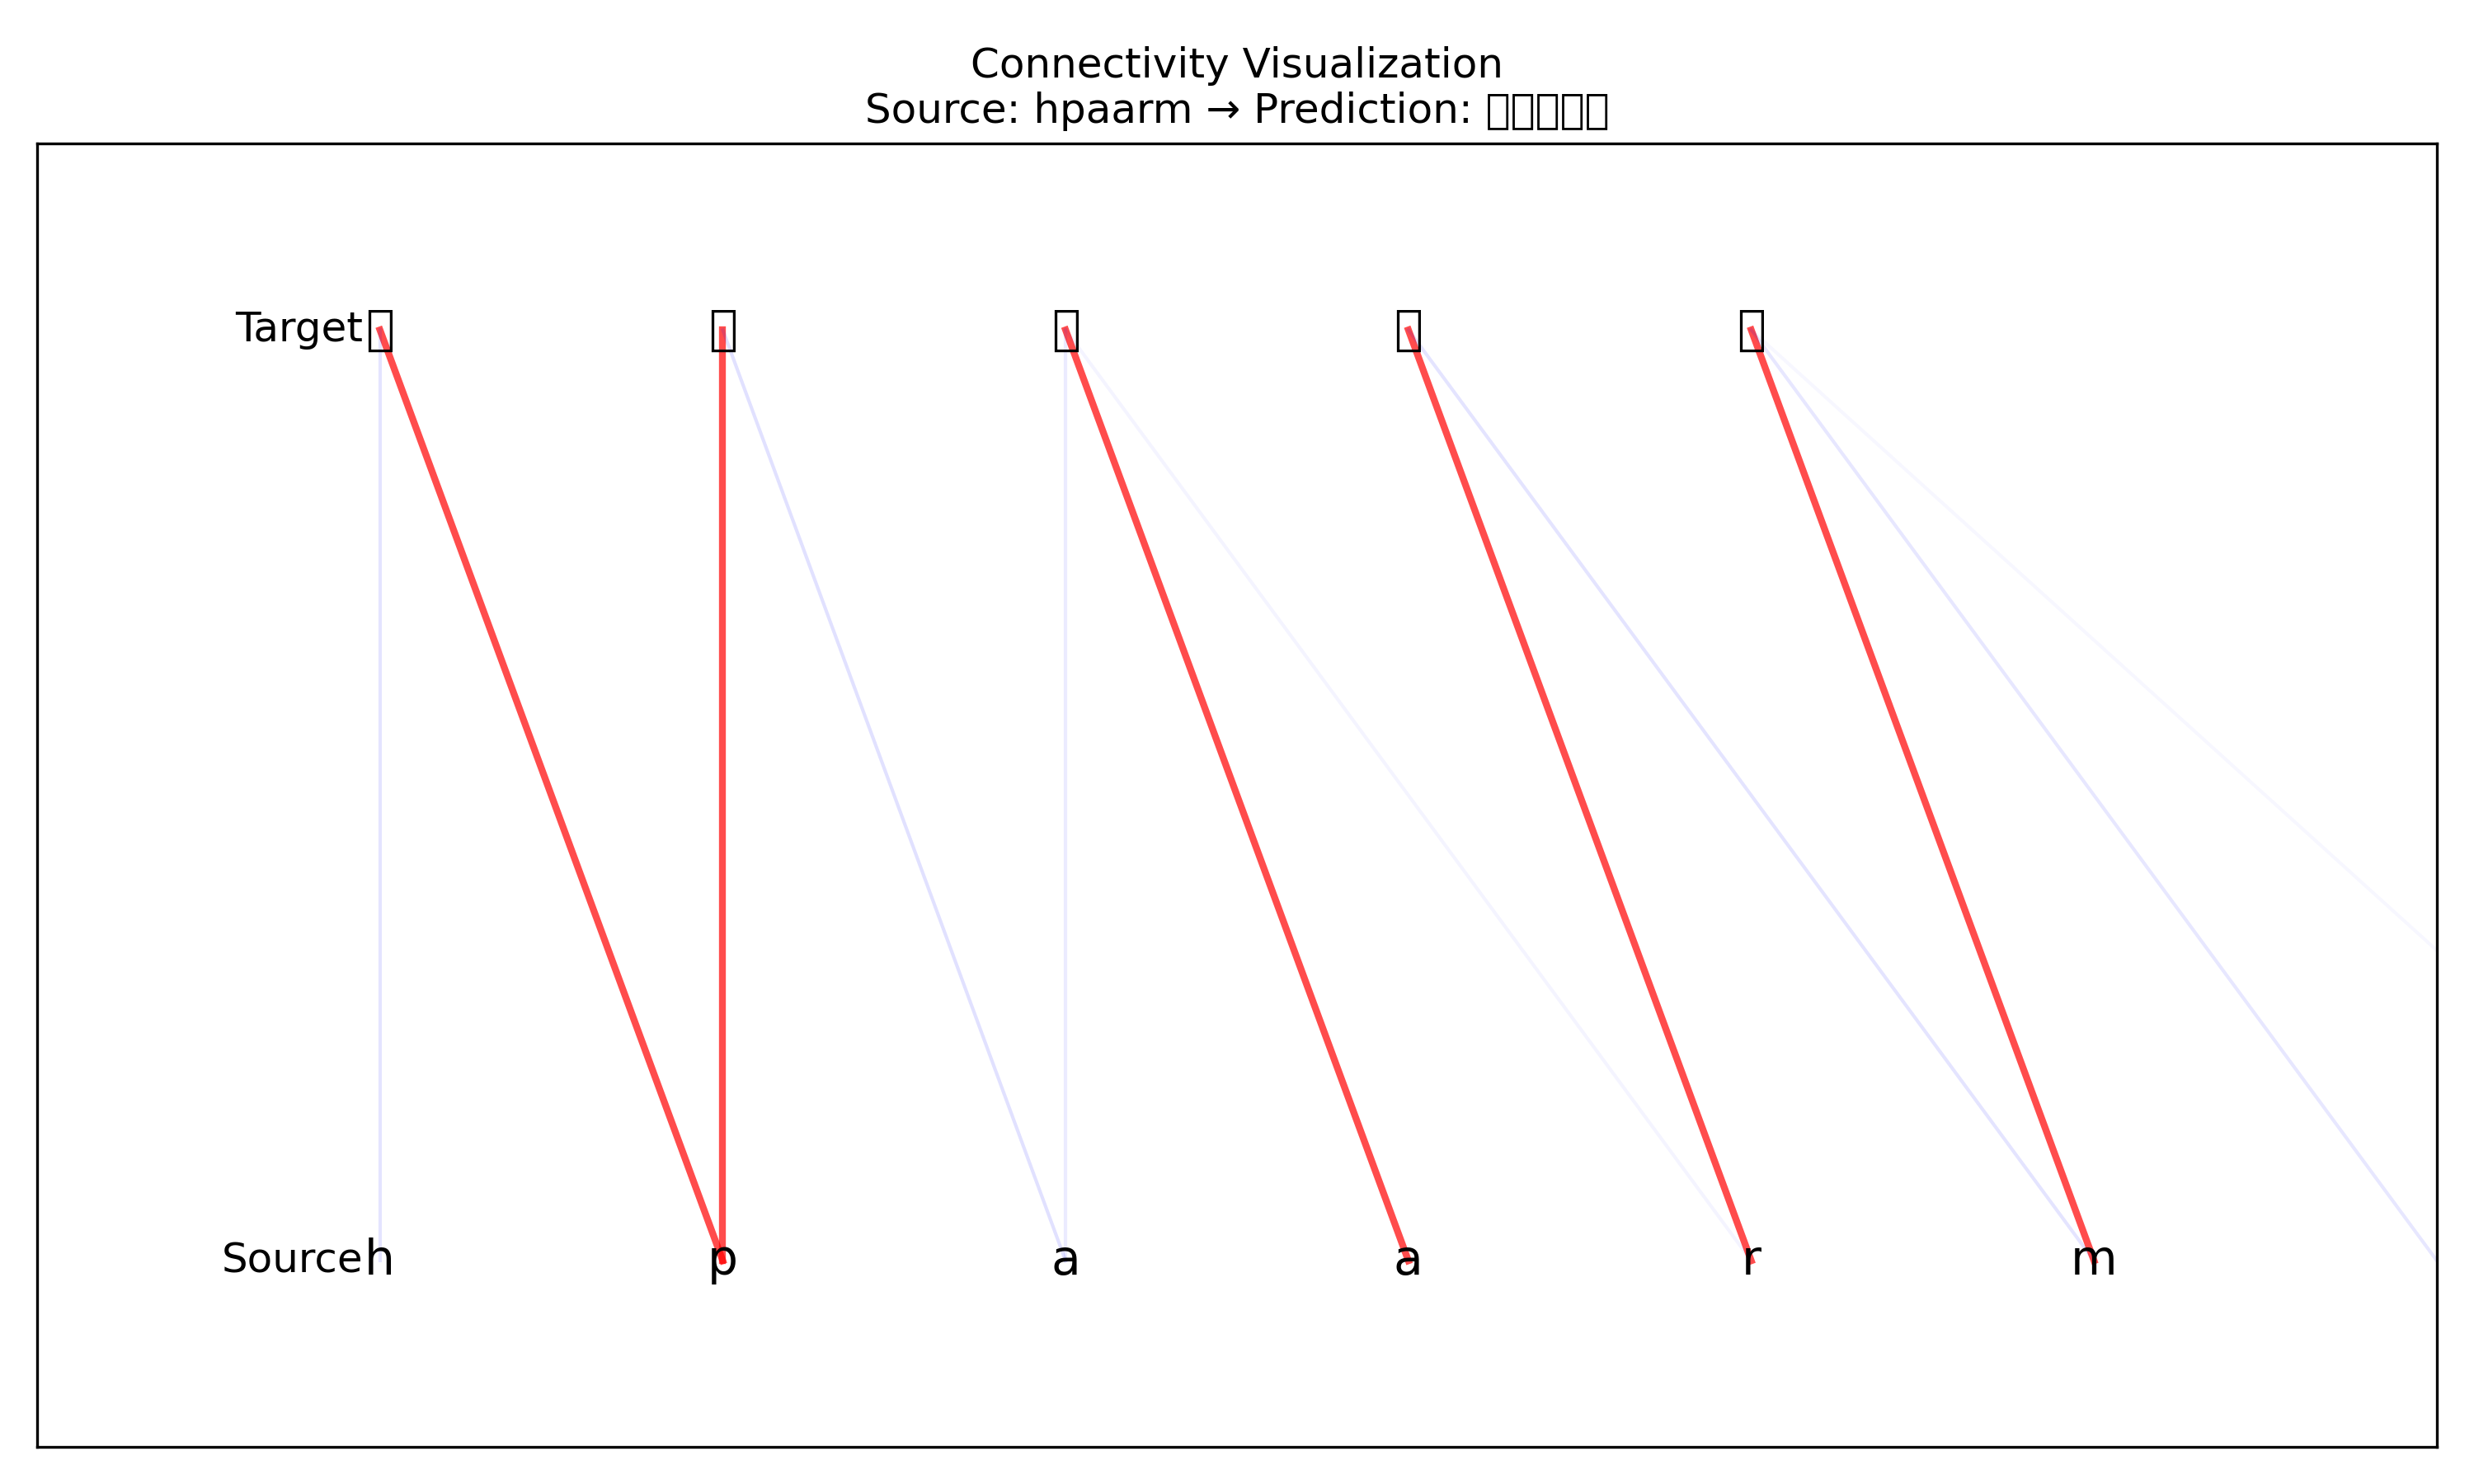 Connectivity Visualization
Source: hpaarm → Prediction:
Target
Source h p a a r m